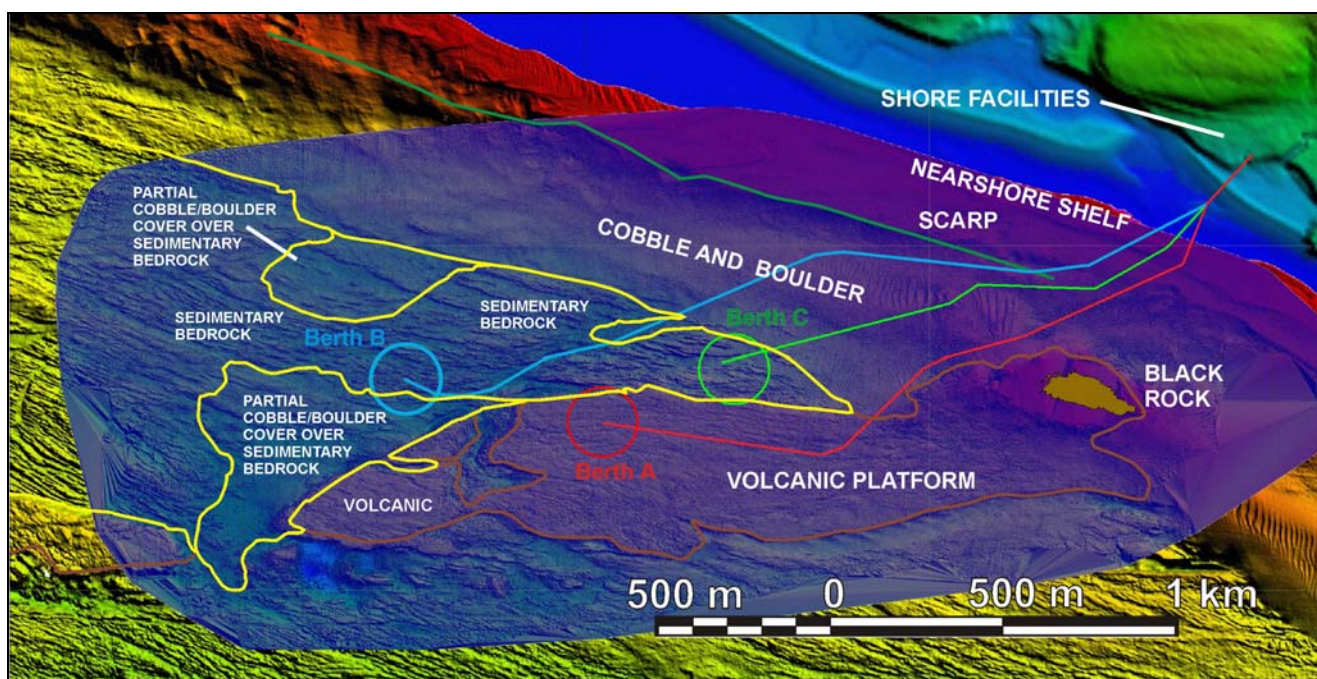 SHORE FACILITIES
NEARSHORE SHELF
SCARP
PARTIAL
COBBLE/BOULDER
COVER OVER
SEDIMENTARY
BEDROCK
COBBLE AND BOULDER
SEDIMENTARY
BEDROCK
SEDIMENTARY
BEDROCK
Berth B
Berth C
BLACK
ROCK
PARTIAL
COBBLE/BOULDER
COVER OVER
SEDIMENTARY
BEDROCK
Berth A
VOLCANIC PLATFORM
VOLCANIC
500 m 0 500 m 1 km